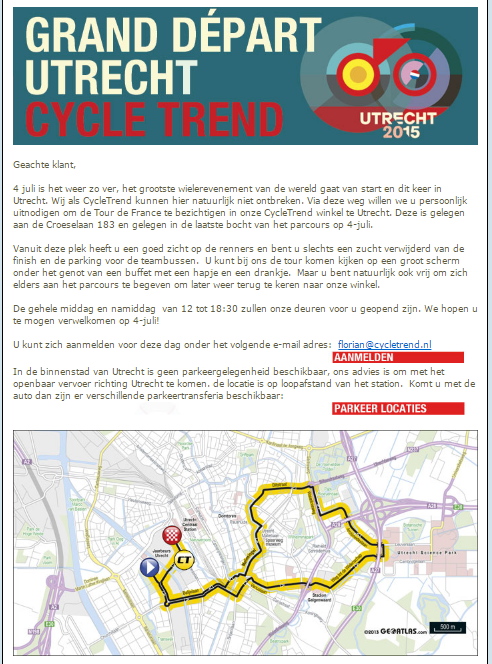 GRAND DÉPART
UTRECHT
CYCLE TREND
UTRECHT
2015
Geachte klant,
4 juli is het weer zo ver, het grootste wielerevenement van de wereld gaat van start en dit keer in
Utrecht. Wij als CycleTrend kunnen hier natuurlijk niet ontbreken. Via deze weg willen we u persoonlijk
uitnodigen om de Tour de France te bezichtigen in onze CycleTrend winkel te Utrecht. Deze is gelegen
aan de Croeselaan 183 en gelegen in de laatste bocht van het parcours op 4-juli.
Vanuit deze plek heeft u een goed zicht op de renners en bent u slechts een zucht verwijderd van de
finish en de parking voor de teambussen. U kunt bij ons de tour komen kijken op een groot scherm
onder het genot van een buffet met een hapje en een drankje. Maar u bent natuurlijk ook vrij om zich
elders aan het parcours te begeven om later weer terug te keren naar onze winkel.
De gehele middag en namiddag van 12 tot 18:30 zullen onze deuren voor u geopend zijn. We hopen u
te mogen verwelkomen op 4-juli!
U kunt zich aanmelden voor deze dag onder het volgende e-mail adres: florian@cycletrend.nl
AANMELDEN
In de binnenstad van Utrecht is geen parkeergelegenheid beschikbaar, ons advies is om met het
openbaar vervoer richting Utrecht te komen. de locatie is op loopafstand van het station. Komt u met de
auto dan zijn er verschillende parkeertransferia beschikbaar:
PARKEER LOCATIES
Utrecht
Centraal
Station
Jaarbeurs
Utrecht
CT
Utrecht Science Park
©2013 GEOATLAS.com
500 m